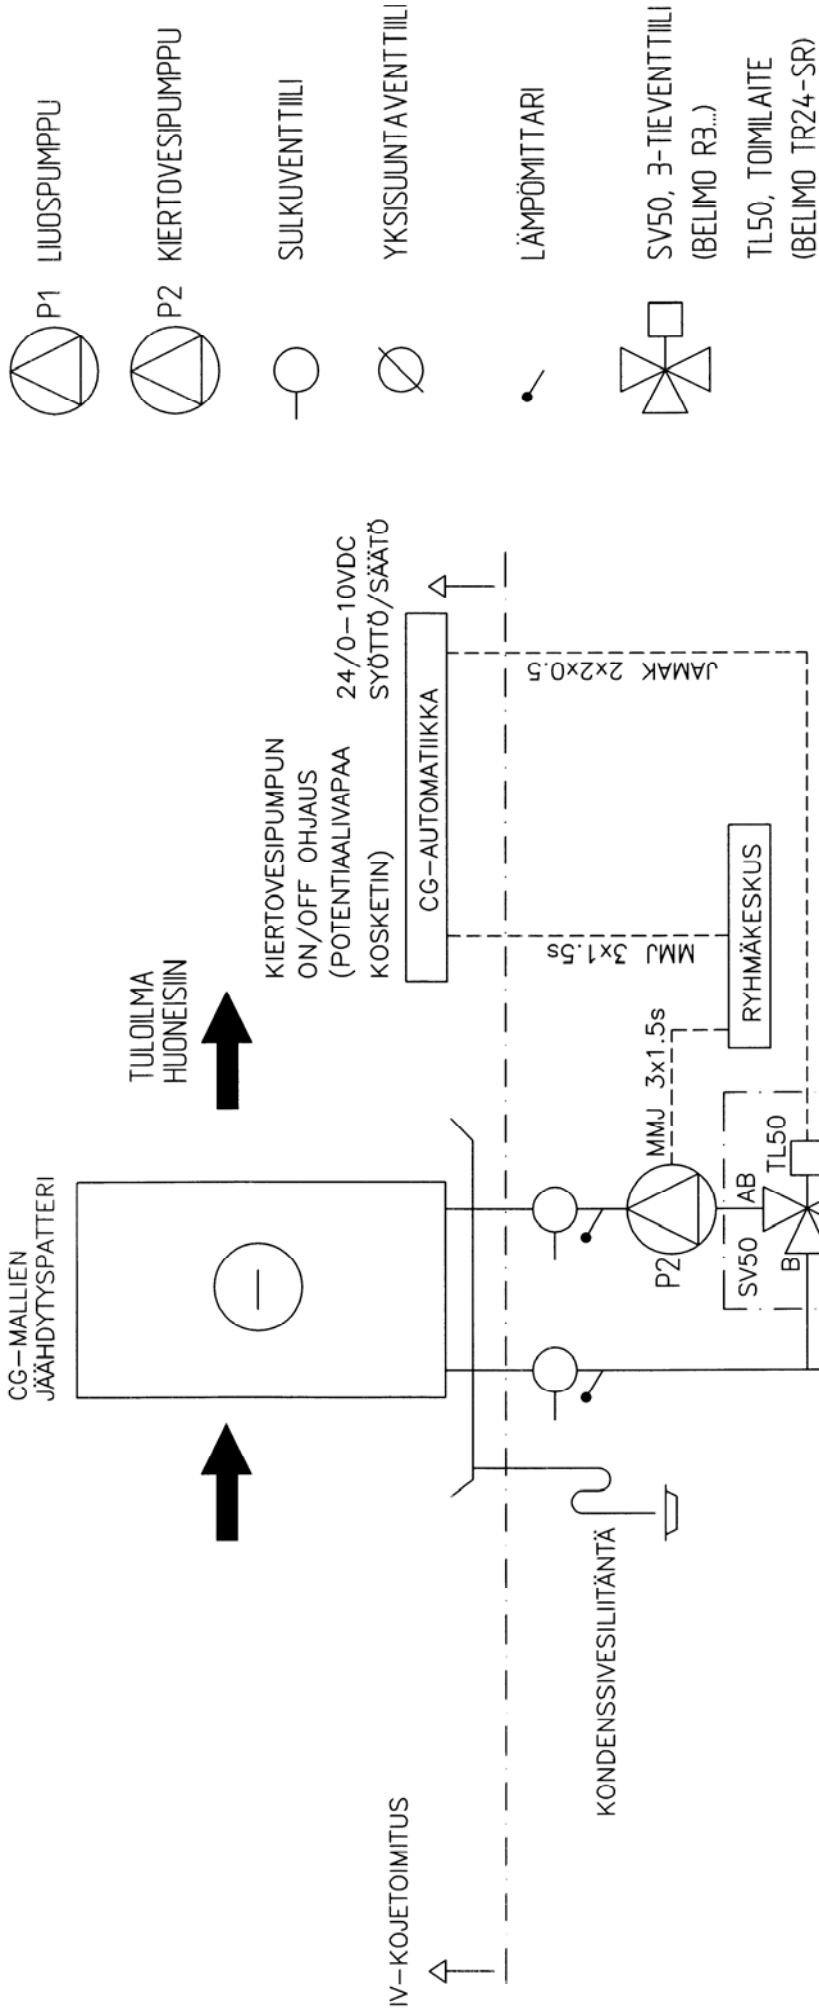 CG-MALLIEN
JÄÄHDYTYSPATTERI
TULOILMA
HUONEISIIN
KIERTOVESIPUMPUN
ON/OFF OHJAUS
(POTENTIAALIVAPAA
KOSKETIN)
24/0-10VDC
SYÖTTÖ/SÄÄTÖ
CG-AUTOMATIIKKA
IV-KOJETOIMITUS
KONDENSSIVESILIITÄNTÄ
MMJ 3x1.5s
JAMAK 2x2x0.5
MMJ 3x1.5s
RYHMÄKESKUS
P2
SV50
AB
TL50
B
P1 LIUOSPUMPPU
P2 KIERTOVESIPUMPPU
SULKUVENTTIILI
YKSISUUNTAVENTTIILI
LÄMPÖMITTARI
SV50, 3-TIEVENTTIILI
(BELIMO R3...)
TL50, TOIMILAITE
(BELIMO TR24-SR)